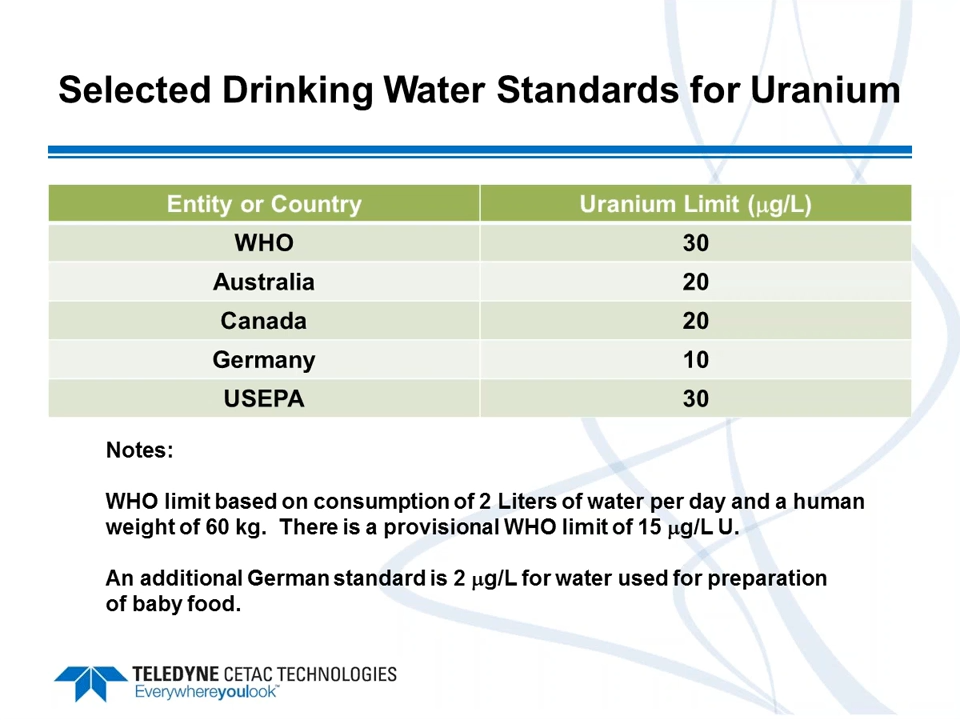 Selected Drinking Water Standards for Uranium
Entity or Country Uranium Limit (μg/L)
WHO 30
Australia 20
Canada 20
Germany 10
USEPA 30
Notes:
WHO limit based on consumption of 2 Liters of water per day and a human
weight of 60 kg. There is a provisional WHO limit of 15 μg/L U.
An additional German standard is 2 μg/L for water used for preparation
of baby food.
TELEDYNE CETAC TECHNOLOGIES
Everywhereyoulook™